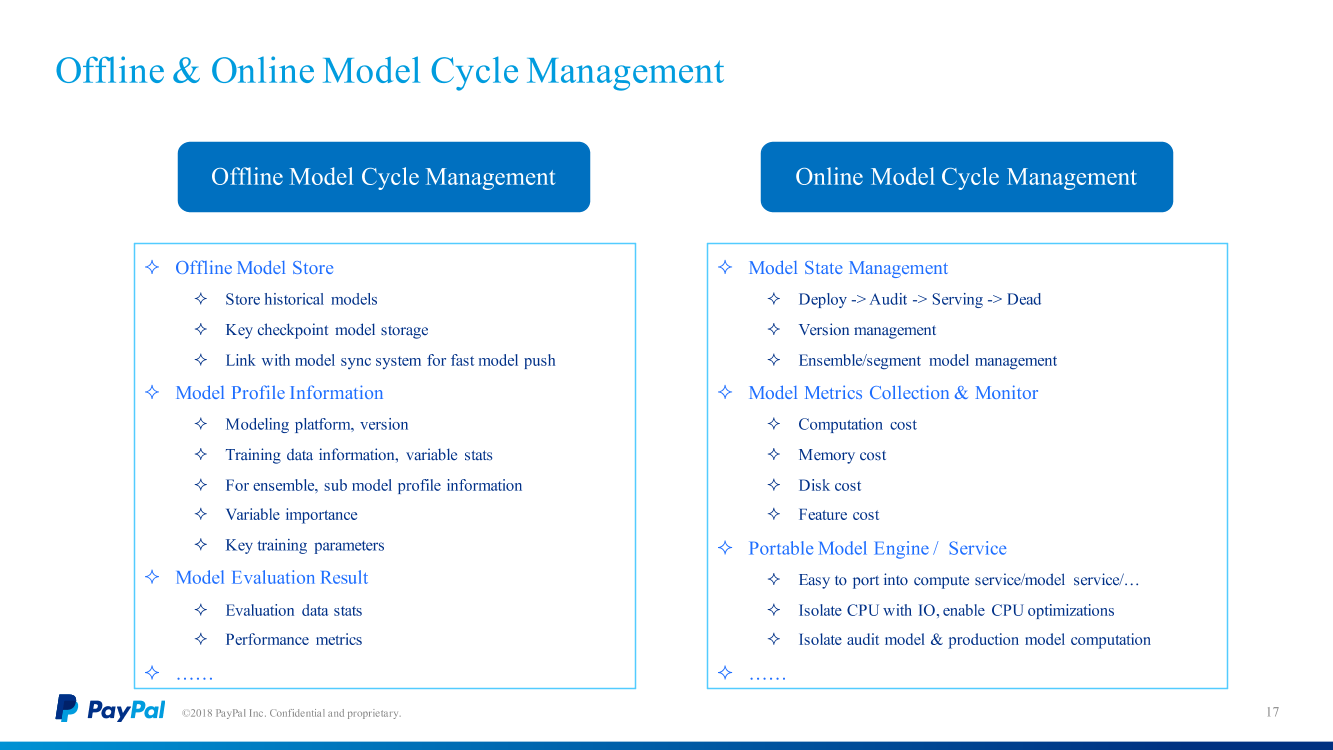 Offline & Online Model Cycle Management
Offline Model Cycle Management
Offline Model Store
Store historical models
Key checkpoint model storage
Link with model sync system for fast model push
Model Profile Information
Modeling platform, version
Training data information, variable stats
For ensemble, sub model profile information
Variable importance
Key training parameters
Model Evaluation Result
Evaluation data stats
Performance metrics
……
Online Model Cycle Management
Model State Management
Deploy -> Audit -> Serving -> Dead
Version management
Ensemble/segment model management
Model Metrics Collection & Monitor
Computation cost
Memory cost
Disk cost
Feature cost
Portable Model Engine / Service
Easy to port into compute service/model service/…
Isolate CPU with IO, enable CPU optimizations
Isolate audit model & production model computation
……
PayPal
©2018 PayPal Inc. Confidential and proprietary.
17